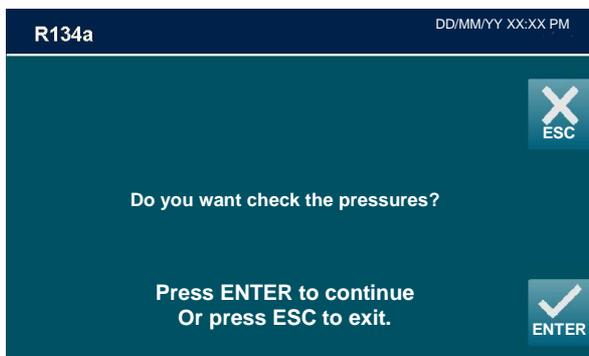 R134a
DD/MM/YY XX:XX PM
ESC
Do you want check the pressures?
Press ENTER to continue
Or press ESC to exit.
ENTER